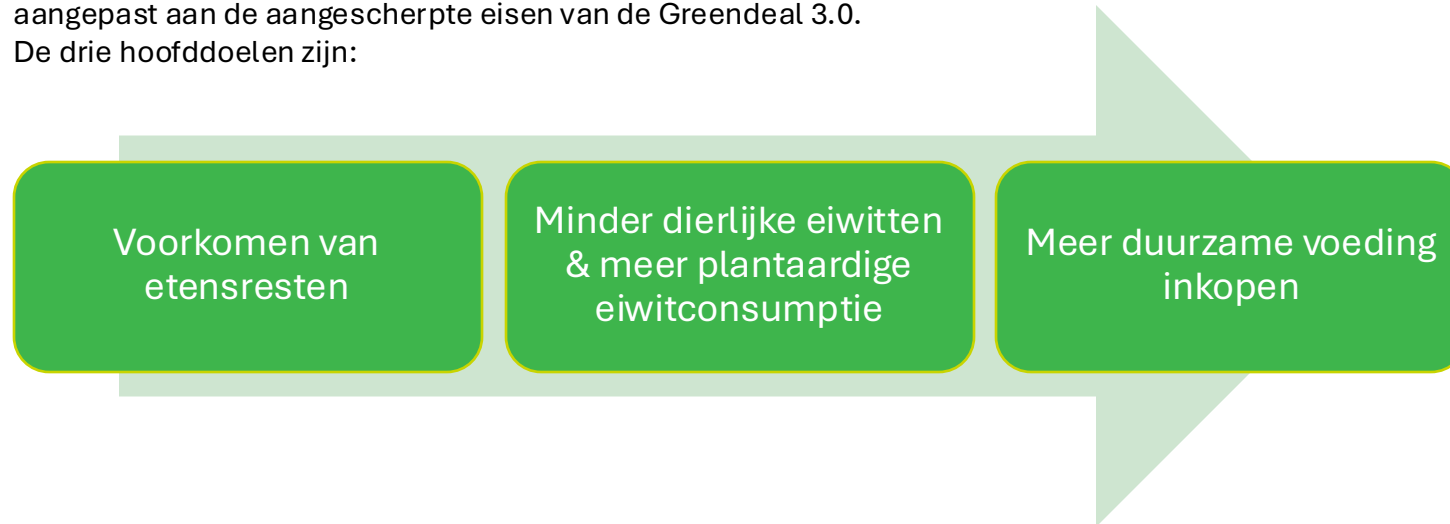 aangepast aan de aangescherpte eisen van de Greendeal 3.0.
De drie hoofddoelen zijn:
Voorkomen van
etensresten
Minder dierlijke eiwitten
& meer plantaardige
eiwitconsumptie
Meer duurzame voeding
inkopen